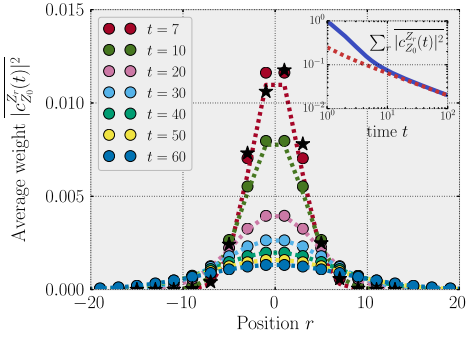 0.015
0.010
0.005
0.000
−20
−10
0
10
20
Position r
Average weight \overline{|c_{Z_0}^{Z_r}(t)|^2}
t = 7
t = 10
t = 20
t = 30
t = 40
t = 50
t = 60
10^0
10^{-1}
10^{-2}
∑_r \overline{|c_{Z_0}^{Z_r}(t)|^2}
10^0
10^1
10^2
time t